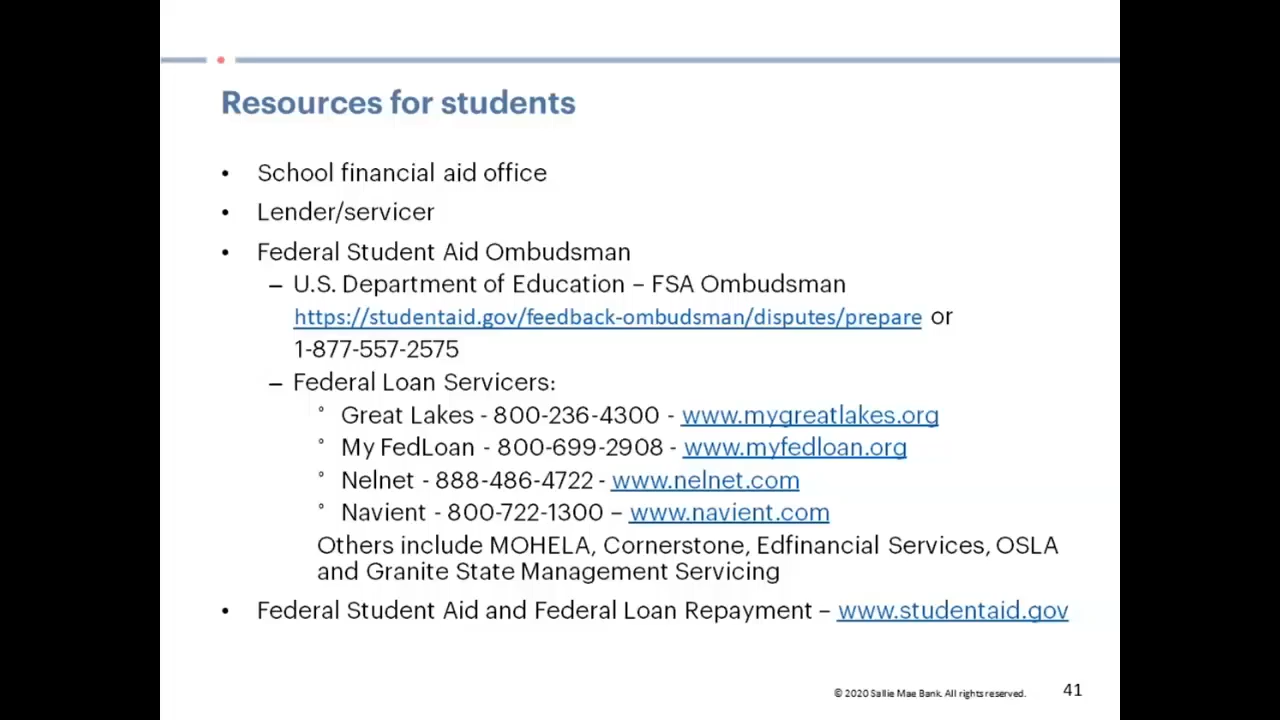 Resources for students
• School financial aid office
• Lender/servicer
• Federal Student Aid Ombudsman
– U.S. Department of Education – FSA Ombudsman
https://studentaid.gov/feedback-ombudsman/disputes/prepare or
1-877-557-2575
– Federal Loan Servicers:
° Great Lakes - 800-236-4300 - www.mygreatlakes.org
° My FedLoan - 800-699-2908 - www.myfedloan.org
° Nelnet - 888-486-4722 - www.nelnet.com
° Navient - 800-722-1300 – www.navient.com
Others include MOHELA, Cornerstone, Edfinancial Services, OSLA
and Granite State Management Servicing
• Federal Student Aid and Federal Loan Repayment – www.studentaid.gov
© 2020 Sallie Mae Bank. All rights reserved. 41